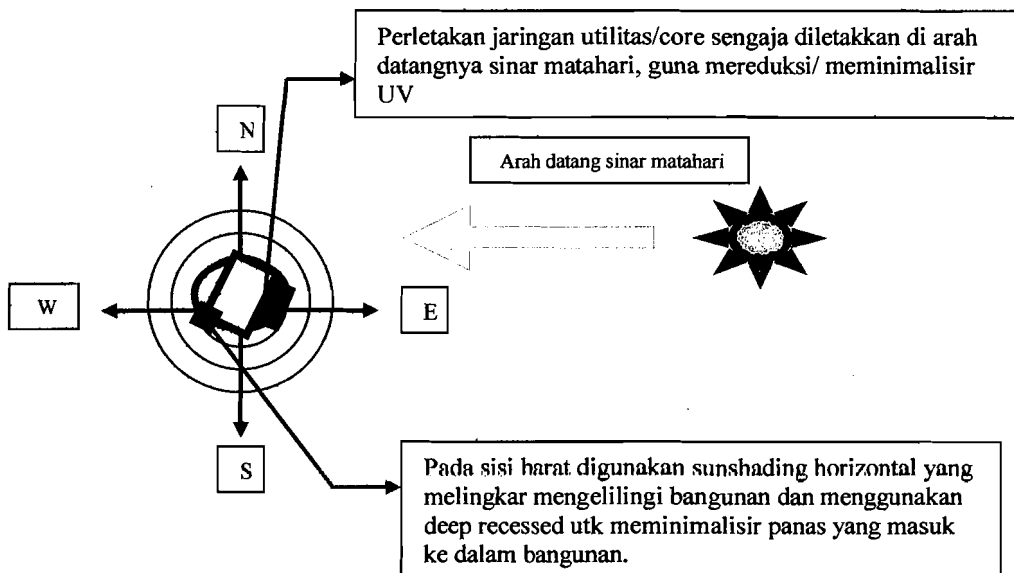 Perletakan jaringan utilitas/core sengaja diletakkan di arah
datangnya sinar matahari, guna mereduksi/ meminimalisir
UV
N
Arah datang sinar matahari
W
E
S
Pada sisi barat digunakan sunshading horizontal yang
melingkar mengelilingi bangunan dan menggunakan
deep recessed utk meminimalisir panas yang masuk
ke dalam bangunan.